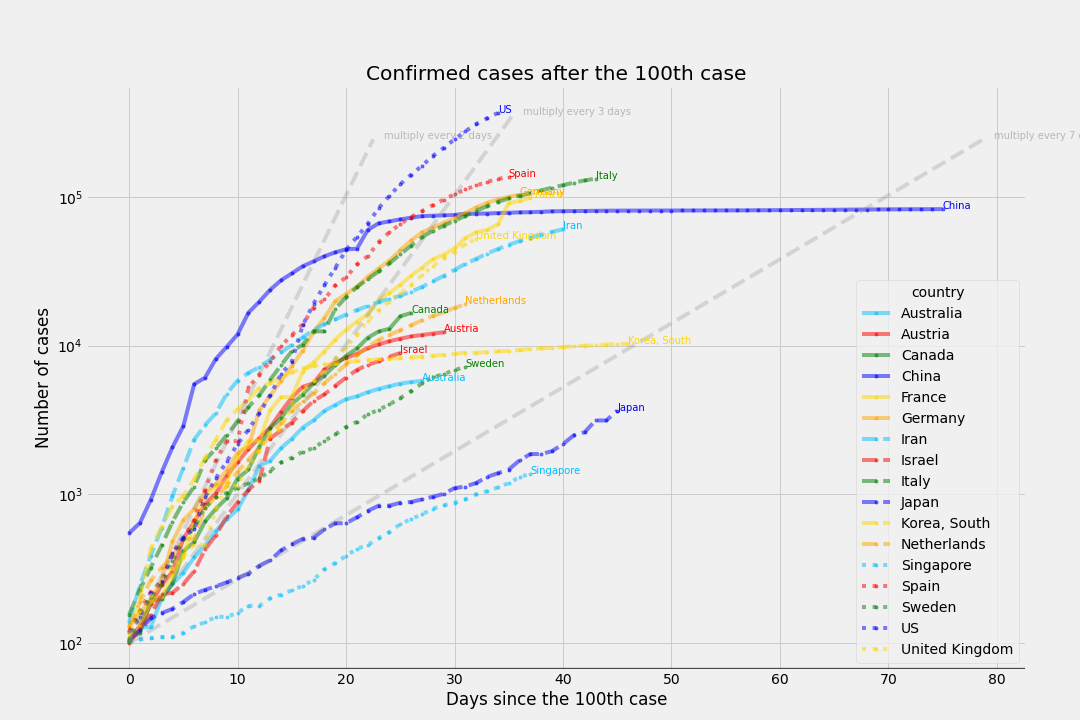 Confirmed cases after the 100th case
US
multiply every 3 days
multiply every 2 days
multiply every 7 d
Spain
Italy
Germany
China
Iran
United Kingdom
Netherlands
Canada
Austria
Korea, South
Israel
Sweden
Australia
Japan
Singapore
Number of cases
10⁵
10⁴
10³
10²
country
Australia
Austria
Canada
China
France
Germany
Iran
Israel
Italy
Japan
Korea, South
Netherlands
Singapore
Spain
Sweden
US
United Kingdom
0 10 20 30 40 50 60 70 80
Days since the 100th case